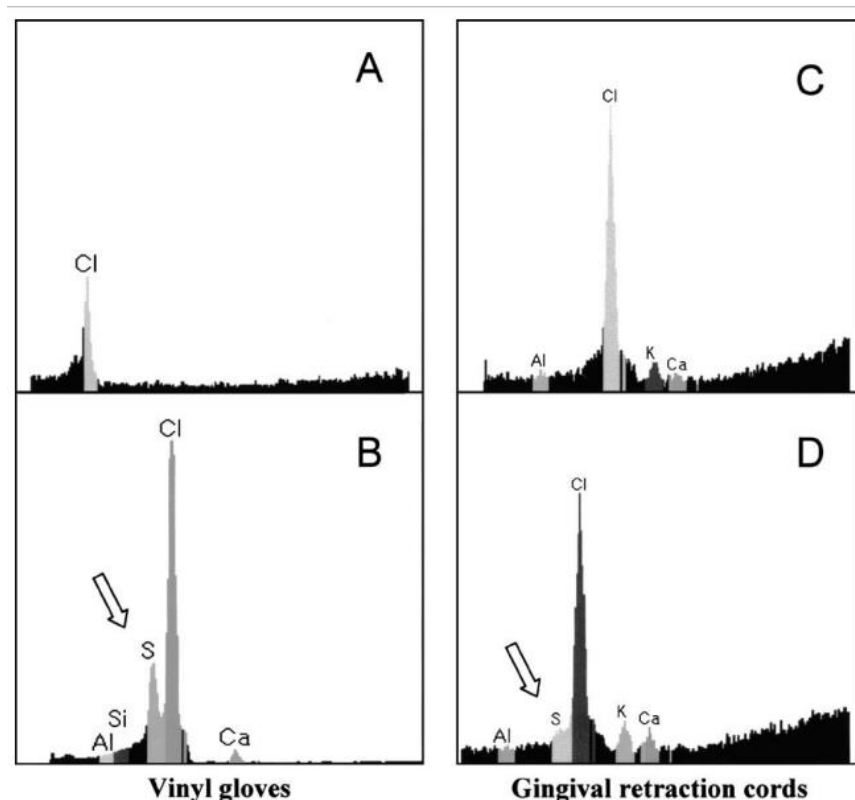 A
Cl
C
Cl
Al
K
Ca
B
Cl
S
Si
Al
Ca
D
Cl
S
Al
K
Ca
Vinyl gloves
Gingival retraction cords